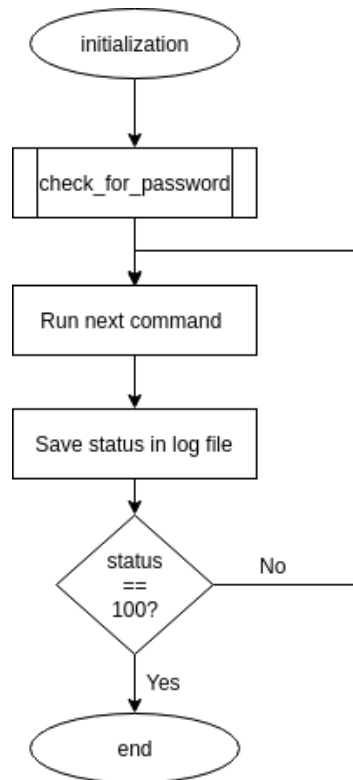 initialization
check_for_password
Run next command
Save status in log file
status
==
100?
No
Yes
end